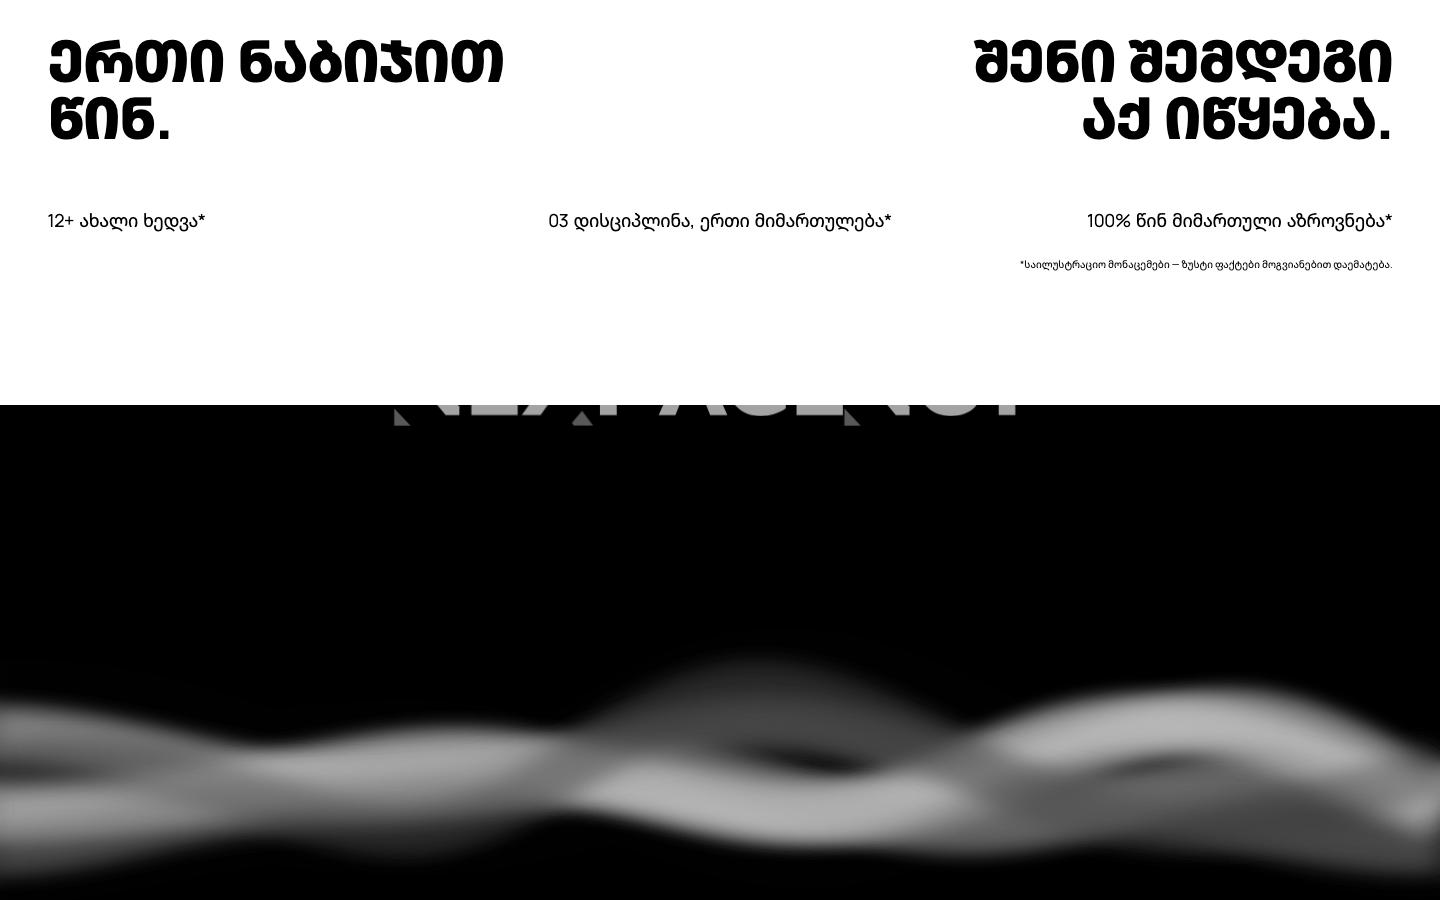 ერთი ნაბიჯით
წინ.
შენი შემდეგი
აქ იწყება.
12+ ახალი ხედვა*
03 დისციპლინა, ერთი მიმართულება*
100% წინ მიმართული აზროვნება*
*საილუსტრაციო მონაცემები — ზუსტი ფაქტები მოგვიანებით დაემატება.